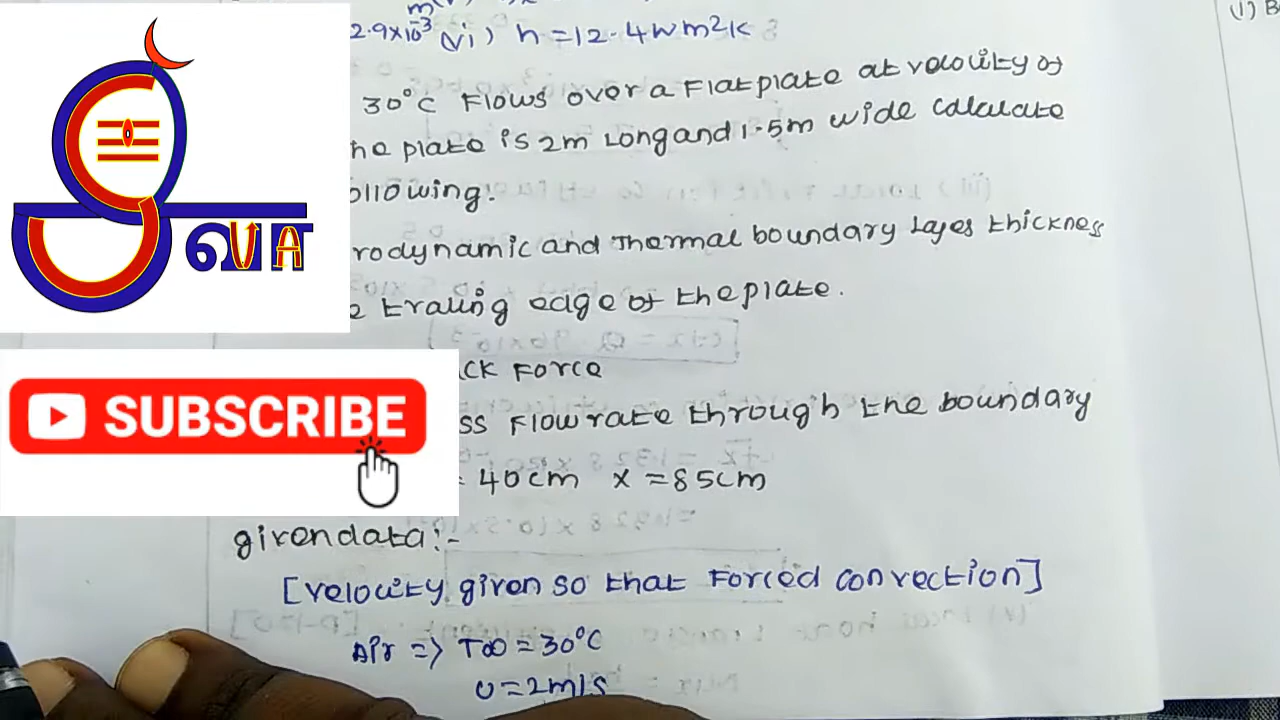 2.9x10⁻³ (vi) h = 12.4 w m²K
30°C Flows over a Flat plate at velocity of
he plate is 2m Long and 1.5m wide calculate
ollowing:
rodynamic and Thermal boundary layer thickness
e traling edge of the plate.
SUBSCRIBE
ck Force
ss Flow rate through the boundary
= 40cm x = 85cm
given data:-
[velocity given so that Forced convection]
Air => T∞ = 30°C
U = 2m/s